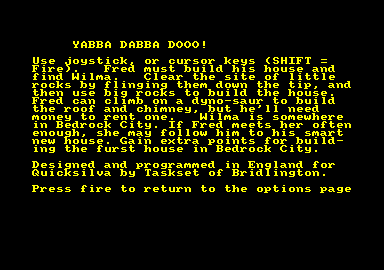 YABBA DABBA DOOO!
Use joystick, or cursor keys (SHIFT =
Fire). Fred must build his house and
find Wilma. Clear the site of little
rocks by flinging them down the tip, and
then use big rocks to build the house.
Fred can climb on a dyno-saur to build
the roof and chimney, but he'll need
money to rent one. Wilma is somewhere
in Bedrock City. If Fred meets her often
enough, she may follow him to his smart
new house. Gain extra points for build-
ing the furst house in Bedrock City.
Designed and programmed in England for
Quicksilva by Taskset of Bridlington.
Press fire to return to the options page